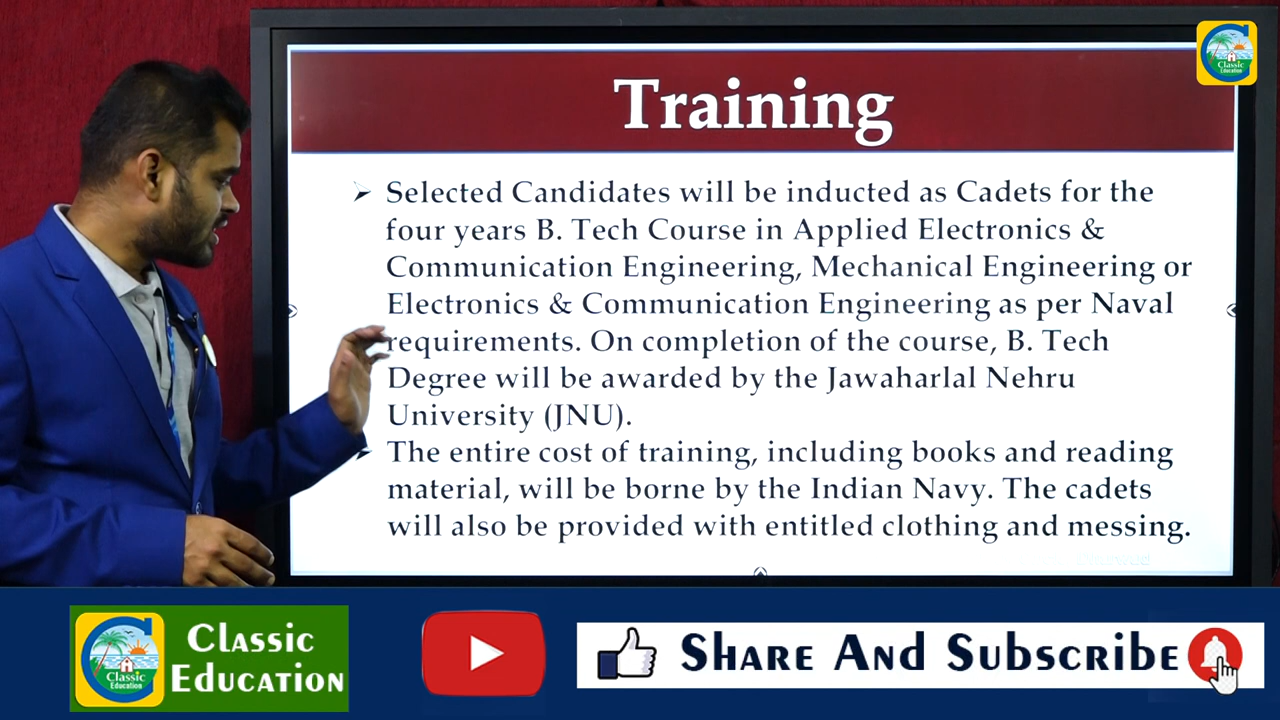 Classic
Education
Training
Selected Candidates will be inducted as Cadets for the
four years B. Tech Course in Applied Electronics &
Communication Engineering, Mechanical Engineering or
Electronics & Communication Engineering as per Naval
requirements. On completion of the course, B. Tech
Degree will be awarded by the Jawaharlal Nehru
University (JNU).
The entire cost of training, including books and reading
material, will be borne by the Indian Navy. The cadets
will also be provided with entitled clothing and messing.
Classic
Education
Classic
Education
Share And Subscribe